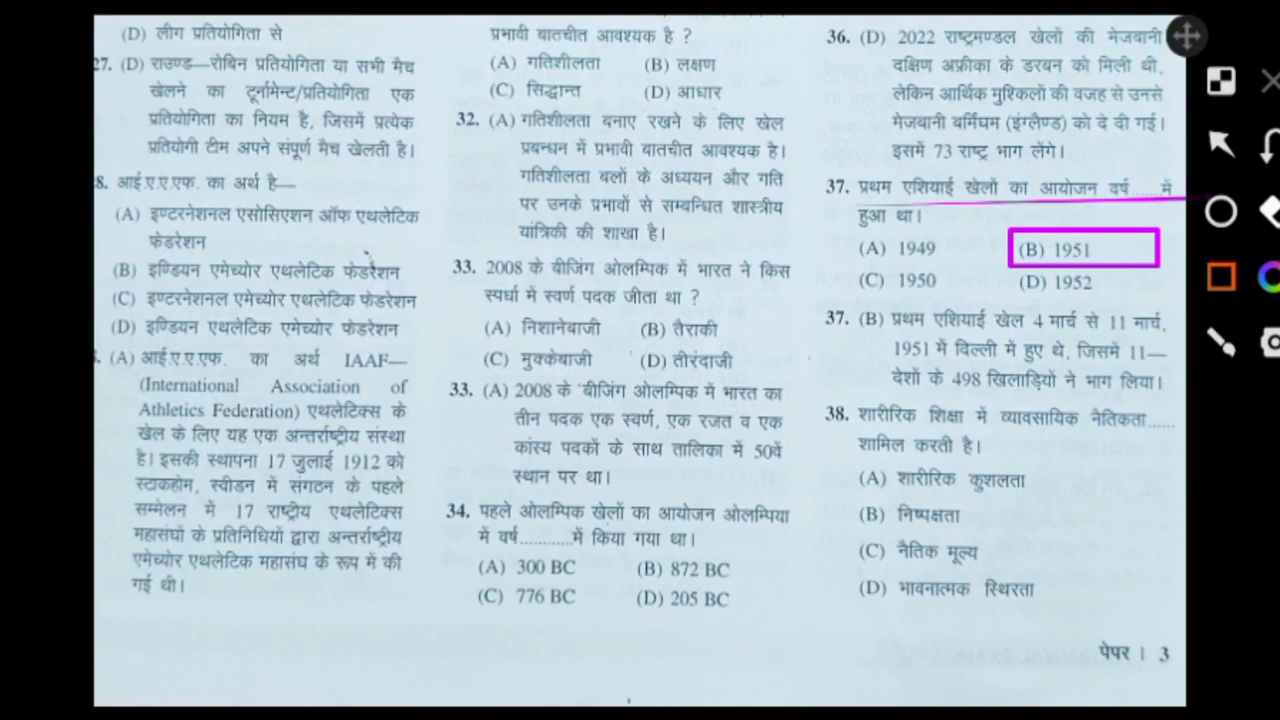 (D) लीग प्रतियोगिता से
27. (D) राउण्ड—रोबिन प्रतियोगिता या सभी मैच
खेलने का टूर्नामेन्ट/प्रतियोगिता एक
प्रतियोगिता का नियम है, जिसमें प्रत्येक
प्रतियोगी टीम अपने संपूर्ण मैच खेलती है।
8. आई.ए.ए.एफ. का अर्थ है—
(A) इण्टरनेशनल एसोसिएशन ऑफ एथलेटिक
फेडरेशन
(B) इण्डियन एमेच्योर एथलेटिक फेडरेशन
(C) इण्टरनेशनल एमेच्योर एथलेटिक फेडरेशन
(D) इण्डियन एथलेटिक एमेच्योर फेडरेशन
. (A) आई.ए.ए.एफ. का अर्थ IAAF—
(International Association of
Athletics Federation) एथलेटिक्स के
खेल के लिए यह एक अन्तर्राष्ट्रीय संस्था
है। इसकी स्थापना 17 जुलाई 1912 को
स्टाकहोम, स्वीडन में संगठन के पहले
सम्मेलन में 17 राष्ट्रीय एथलेटिक्स
महासंघों के प्रतिनिधियों द्वारा अन्तर्राष्ट्रीय
एमेच्योर एथलेटिक महासंघ के रूप में की
गई थी।
प्रभावी बातचीत आवश्यक है ?
(A) गतिशीलता (B) लक्षण
(C) सिद्धान्त (D) आधार
32. (A) गतिशीलता बनाए रखने के लिए खेल
प्रबन्धन में प्रभावी बातचीत आवश्यक है।
गतिशीलता बलों के अध्ययन और गति
पर उनके प्रभावों से सम्बन्धित शास्त्रीय
यांत्रिकी की शाखा है।
33. 2008 के बीजिंग ओलम्पिक में भारत ने किस
स्पर्धा में स्वर्ण पदक जीता था ?
(A) निशानेबाजी (B) तैराकी
(C) मुक्केबाजी (D) तीरंदाजी
33. (A) 2008 के बीजिंग ओलम्पिक में भारत का
तीन पदक एक स्वर्ण, एक रजत व एक
कांस्य पदकों के साथ तालिका में 50वें
स्थान पर था।
34. पहले ओलम्पिक खेलों का आयोजन ओलम्पिया
में वर्ष............में किया गया था।
(A) 300 BC (B) 872 BC
(C) 776 BC (D) 205 BC
36. (D) 2022 राष्ट्रमण्डल खेलों की मेजबानी
दक्षिण अफ्रीका के डरबन को मिली थी,
लेकिन आर्थिक मुश्किलों की वजह से उनसे
मेजबानी बर्मिंघम (इंग्लैण्ड) को दे दी गई।
इसमें 73 राष्ट्र भाग लेंगे।
37. प्रथम एशियाई खेलों का आयोजन वर्ष......में
हुआ था।
(A) 1949 (B) 1951
(C) 1950 (D) 1952
37. (B) प्रथम एशियाई खेल 4 मार्च से 11 मार्च,
1951 में दिल्ली में हुए थे, जिसमें 11—
देशों के 498 खिलाड़ियों ने भाग लिया।
38. शारीरिक शिक्षा में व्यावसायिक नैतिकता......
शामिल करती है।
(A) शारीरिक कुशलता
(B) निष्पक्षता
(C) नैतिक मूल्य
(D) भावनात्मक स्थिरता
पेपर । 3